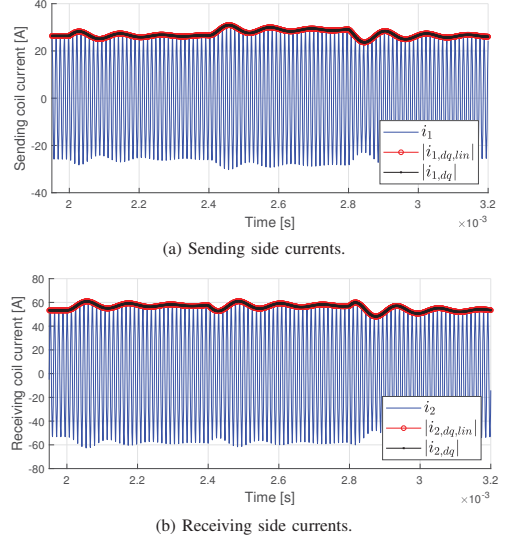 40
20
0
-20
-40
Sending coil current [A]
i₁
|i₁,dq,lin|
|i₁,dq|
2 2.2 2.4 2.6 2.8 3 3.2
Time [s]
×10⁻³
(a) Sending side currents.
80
60
40
20
0
-20
-40
-60
-80
Receiving coil current [A]
i₂
|i₂,dq,lin|
|i₂,dq|
2 2.2 2.4 2.6 2.8 3 3.2
Time [s]
×10⁻³
(b) Receiving side currents.